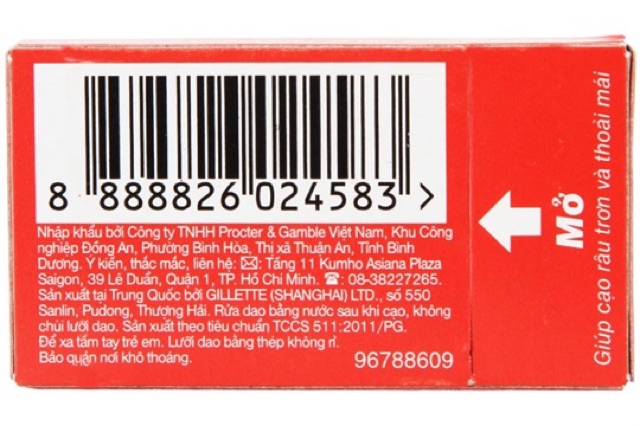 8 888826 024583 >
Nhập khẩu bởi Công ty TNHH Procter & Gamble Việt Nam, Khu Công
nghiệp Đồng An, Phường Bình Hòa, Thị xã Thuận An, Tỉnh Bình
Dương. Ý kiến, thắc mắc, liên hệ: ✉: Tầng 11 Kumho Asiana Plaza
Saigon, 39 Lê Duẩn, Quận 1, TP. Hồ Chí Minh. ☎: 08-38227265.
Sản xuất tại Trung Quốc bởi GILLETTE (SHANGHAI) LTD., số 550
Sanlin, Pudong, Thượng Hải. Rửa dao bằng nước sau khi cạo, không
chùi lưỡi dao. Sản xuất theo tiêu chuẩn TCCS 511:2011/PG.
Để xa tầm tay trẻ em. Lưỡi dao bằng thép không rỉ.
Bảo quản nơi khô thoáng.
96788609
Mở
Giúp cạo râu trơn và thoải mái